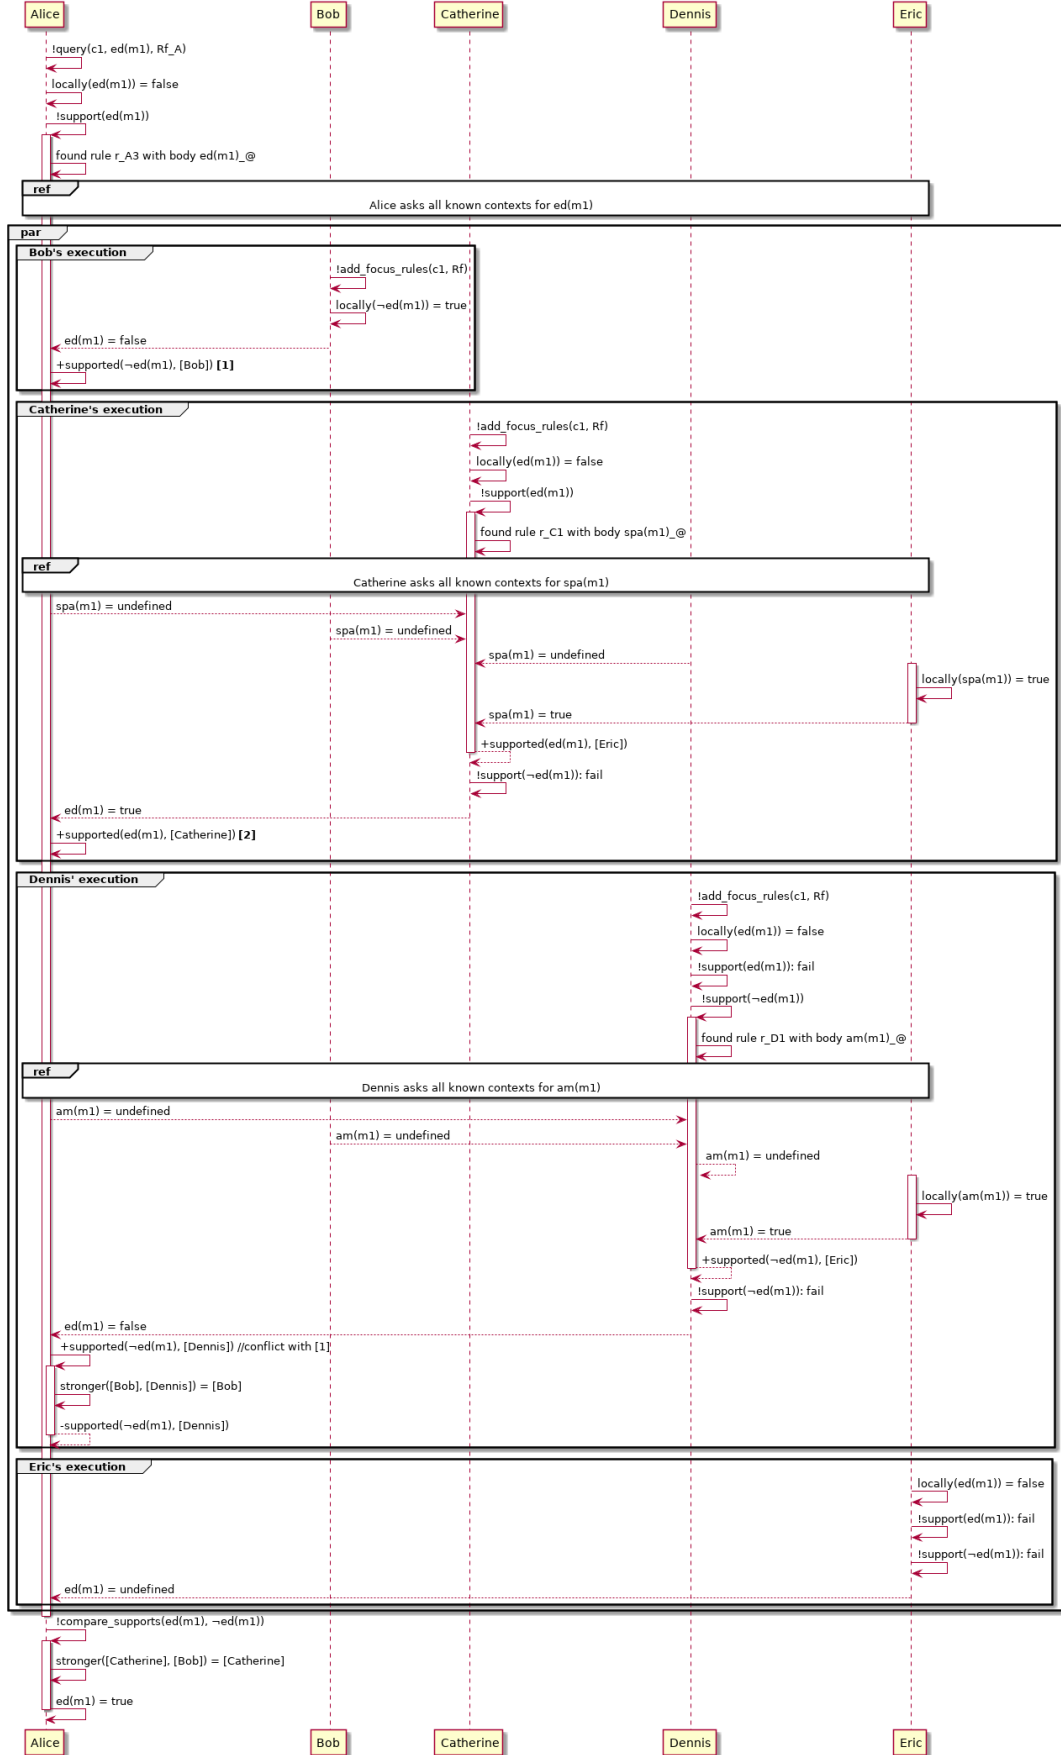 Alice Bob Catherine Dennis Eric
!query(c1, ed(m1), Rf_A)
locally(ed(m1)) = false
!support(ed(m1))
found rule r_A3 with body ed(m1)_@
ref
Alice asks all known contexts for ed(m1)
par
Bob's execution
!add_focus_rules(c1, Rf)
locally(¬ed(m1)) = true
ed(m1) = false
+supported(¬ed(m1), [Bob]) [1]
Catherine's execution
!add_focus_rules(c1, Rf)
locally(ed(m1)) = false
!support(ed(m1))
found rule r_C1 with body spa(m1)_@
ref
Catherine asks all known contexts for spa(m1)
spa(m1) = undefined
spa(m1) = undefined
spa(m1) = undefined
locally(spa(m1)) = true
spa(m1) = true
+supported(ed(m1), [Eric])
!support(¬ed(m1)): fail
ed(m1) = true
+supported(ed(m1), [Catherine]) [2]
Dennis' execution
!add_focus_rules(c1, Rf)
locally(ed(m1)) = false
!support(ed(m1)): fail
!support(¬ed(m1))
found rule r_D1 with body am(m1)_@
ref
Dennis asks all known contexts for am(m1)
am(m1) = undefined
am(m1) = undefined
am(m1) = undefined
locally(am(m1)) = true
am(m1) = true
+supported(¬ed(m1), [Eric])
!support(¬ed(m1)): fail
ed(m1) = false
+supported(¬ed(m1), [Dennis]) //conflict with [1]
stronger([Bob], [Dennis]) = [Bob]
-supported(¬ed(m1), [Dennis])
Eric's execution
locally(ed(m1)) = false
!support(ed(m1)): fail
!support(¬ed(m1)): fail
ed(m1) = undefined
!compare_supports(ed(m1), ¬ed(m1))
stronger([Catherine], [Bob]) = [Catherine]
ed(m1) = true
Alice Bob Catherine Dennis Eric